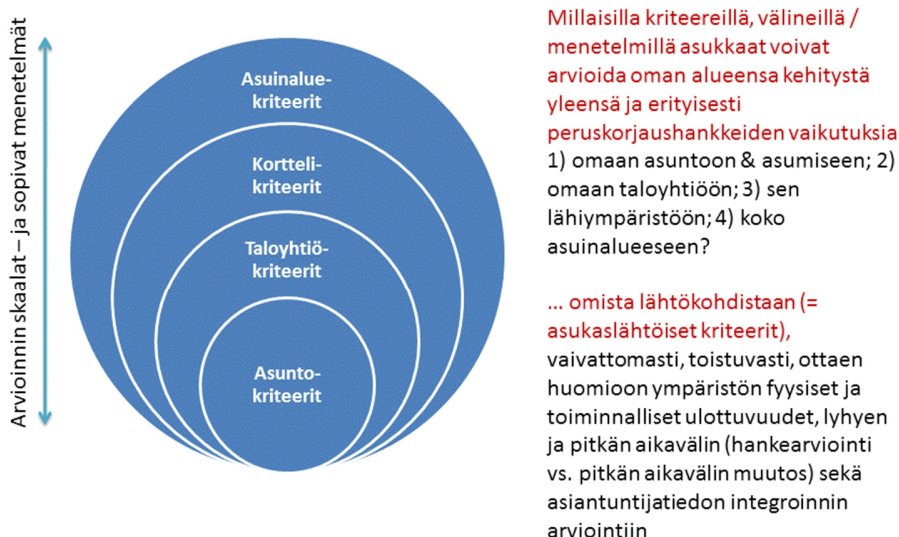 Arvioinnin skaalat – ja sopivat menetelmät
Asuinalue-
kriteerit
Kortteli-
kriteerit
Taloyhtiö-
kriteerit
Asunto-
kriteerit
Millaisilla kriteereillä, välineillä /
menetelmillä asukkaat voivat
arvioida oman alueensa kehitystä
yleensä ja erityisesti
peruskorjaushankkeiden vaikutuksia
1) omaan asuntoon & asumiseen; 2)
omaan taloyhtiöön; 3) sen
lähiympäristöön; 4) koko
asuinalueeseen?
... omista lähtökohdistaan (=
asukaslähtöiset kriteerit),
vaivattomasti, toistuvasti, ottaen
huomioon ympäristön fyysiset ja
toiminnalliset ulottuvuudet, lyhyen
ja pitkän aikavälin (hankearviointi
vs. pitkän aikavälin muutos) sekä
asiantuntijatiedon integroinnin
arviointiin